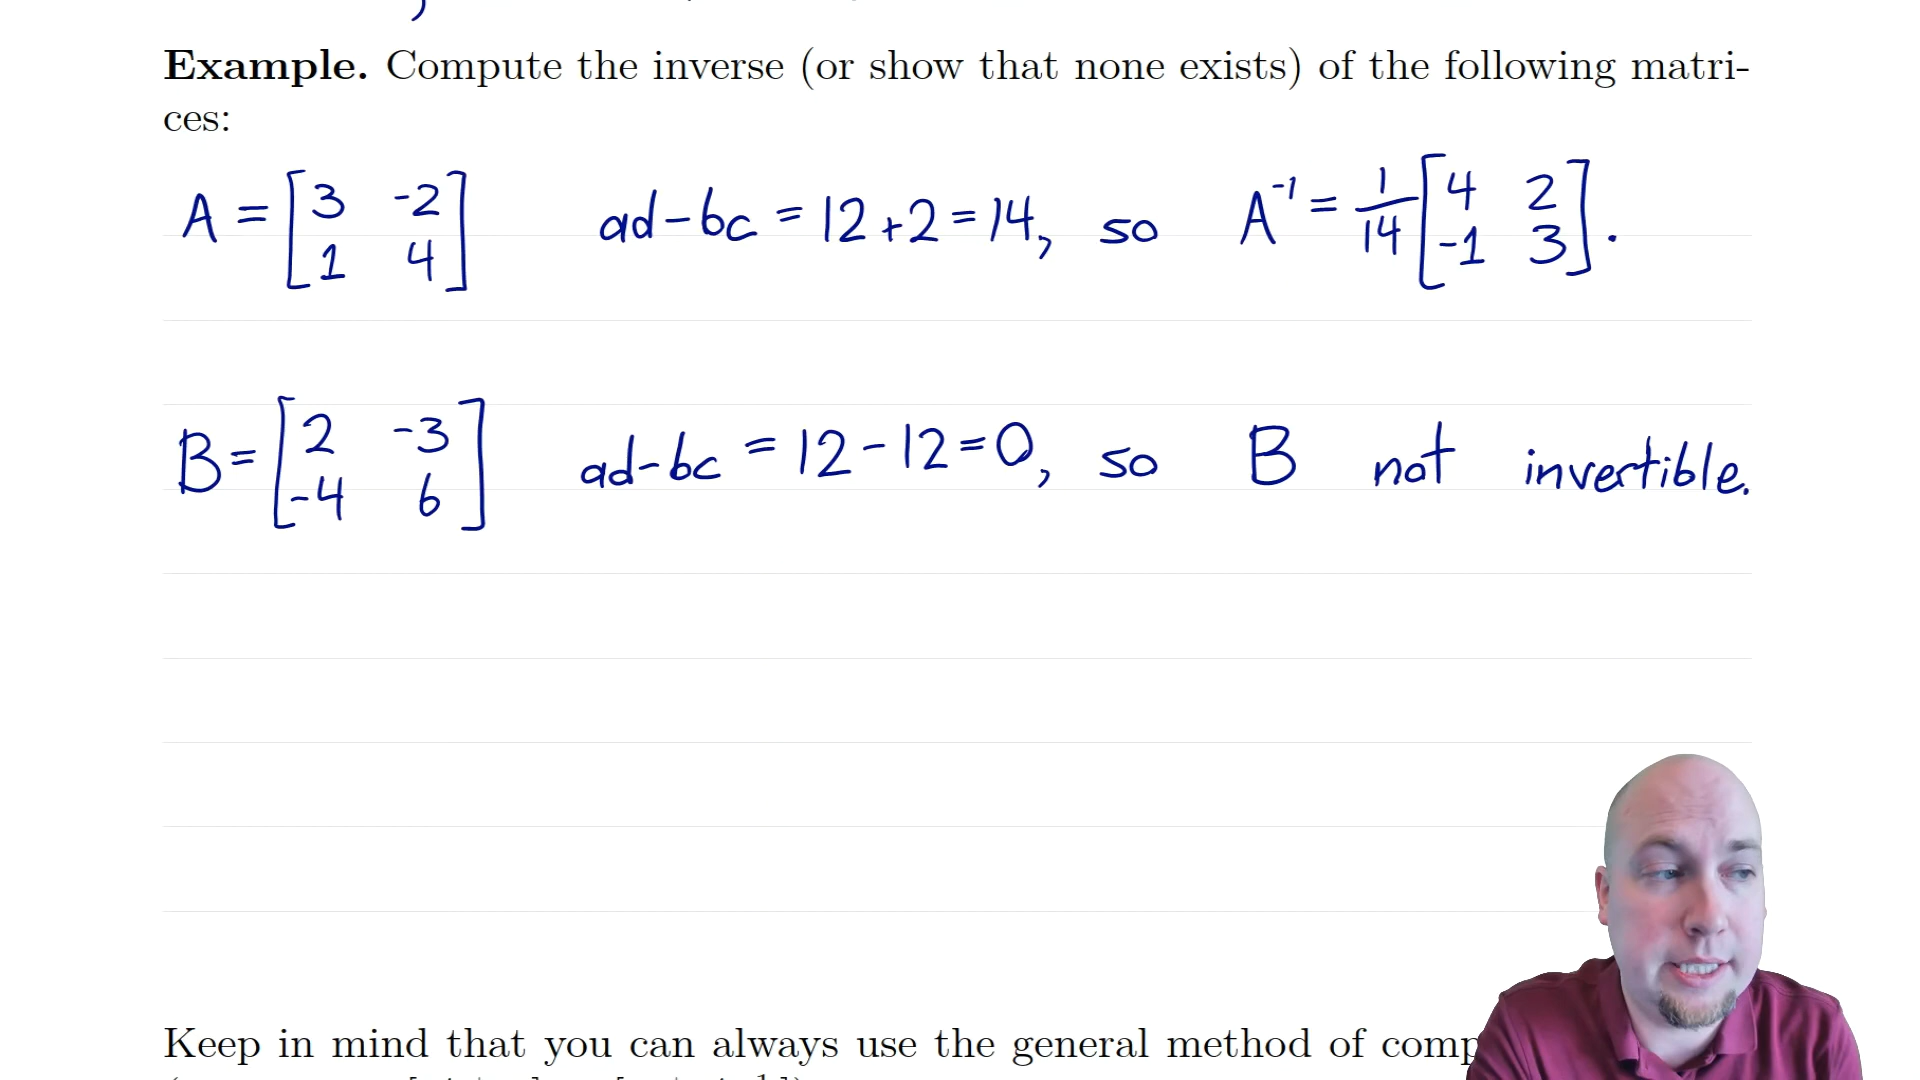 Example. Compute the inverse (or show that none exists) of the following matri-
ces:
A = [3 -2
1 4] ad-bc = 12+2=14, so A^-1 = 1/14 [4 2
-1 3].
B = [2 -3
-4 6] ad-bc = 12-12=0, so B not invertible.
Keep in mind that you can always use the general method of comp